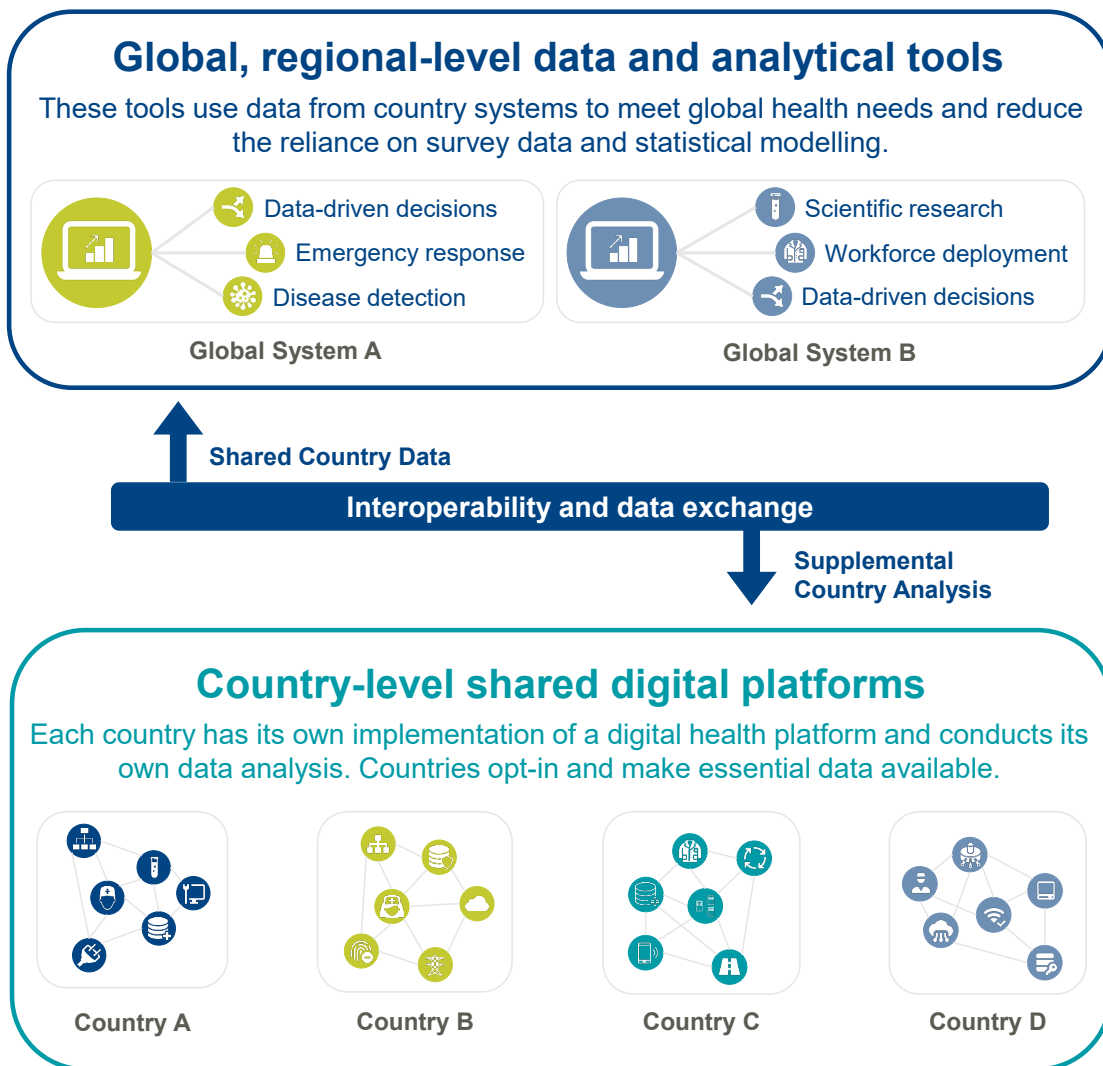 Global, regional-level data and analytical tools
These tools use data from country systems to meet global health needs and reduce
the reliance on survey data and statistical modelling.
Data-driven decisions
Emergency response
Disease detection
Global System A
Scientific research
Workforce deployment
Data-driven decisions
Global System B
Shared Country Data
Interoperability and data exchange
Supplemental
Country Analysis
Country-level shared digital platforms
Each country has its own implementation of a digital health platform and conducts its
own data analysis. Countries opt-in and make essential data available.
Country A
Country B
Country C
Country D